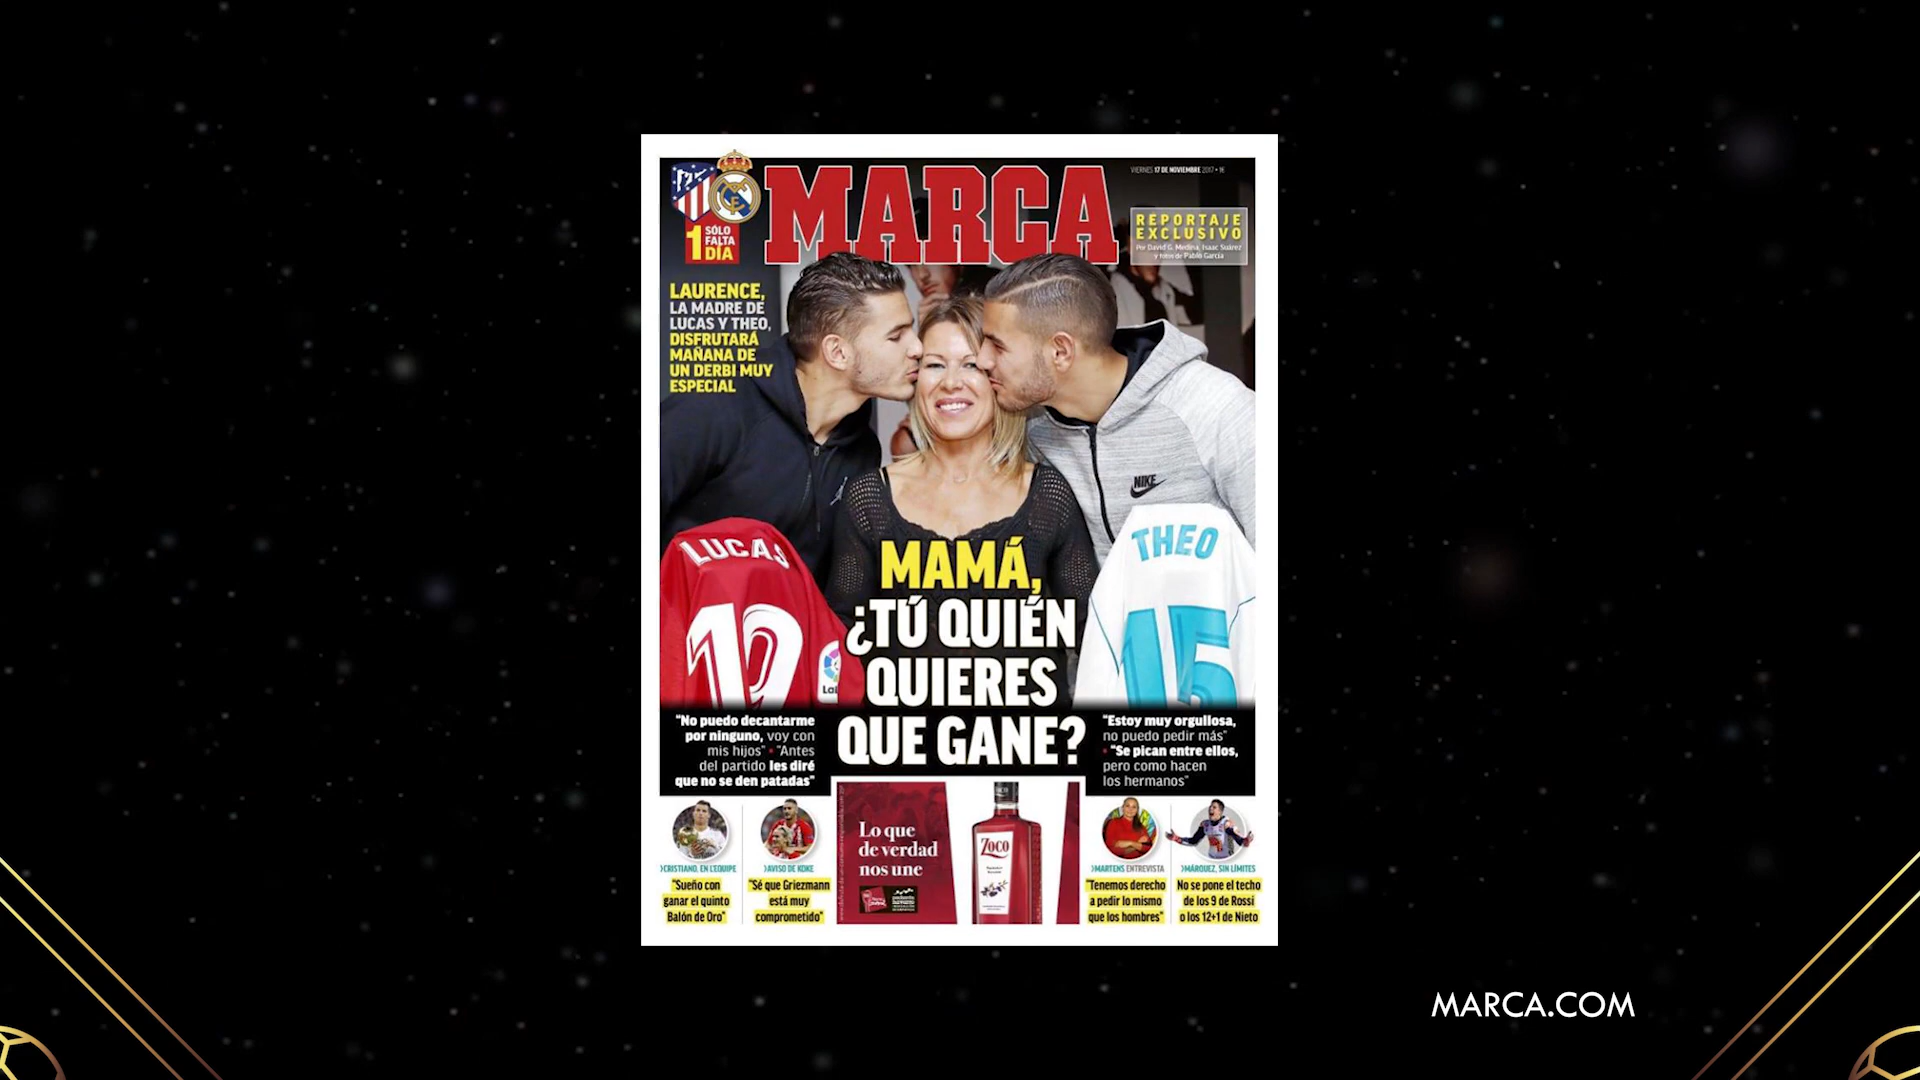 MARCA
VIERNES 17 DE NOVIEMBRE 2017 • 1€
REPORTAJE
EXCLUSIVO
Por David G. Medina, Isaac Suárez
y fotos de Pablo García
1 SÓLO
FALTA
DÍA
LAURENCE,
LA MADRE DE
LUCAS Y THEO,
DISFRUTARÁ
MAÑANA DE
UN DERBI MUY
ESPECIAL
NIKE
LUCAS
19
THEO
15
MAMÁ,
¿TÚ QUIÉN
QUIERES
QUE GANE?
"No puedo decantarme
por ninguno, voy con
mis hijos" • "Antes
del partido les diré
que no se den patadas"
"Estoy muy orgullosa,
no puedo pedir más"
• "Se pican entre ellos,
pero como hacen
los hermanos"
›CRISTIANO, EN L'EQUIPE
"Sueño con
ganar el quinto
Balón de Oro"
›AVISO DE KOKE
"Sé que Griezmann
está muy
comprometido"
Lo que
de verdad
nos une
ZOCO
›MARTENS ENTREVISTA
"Tenemos derecho
a pedir lo mismo
que los hombres"
›MÁRQUEZ, SIN LÍMITES
No se pone el techo
de los 9 de Rossi
o los 12+1 de Nieto
MARCA.COM